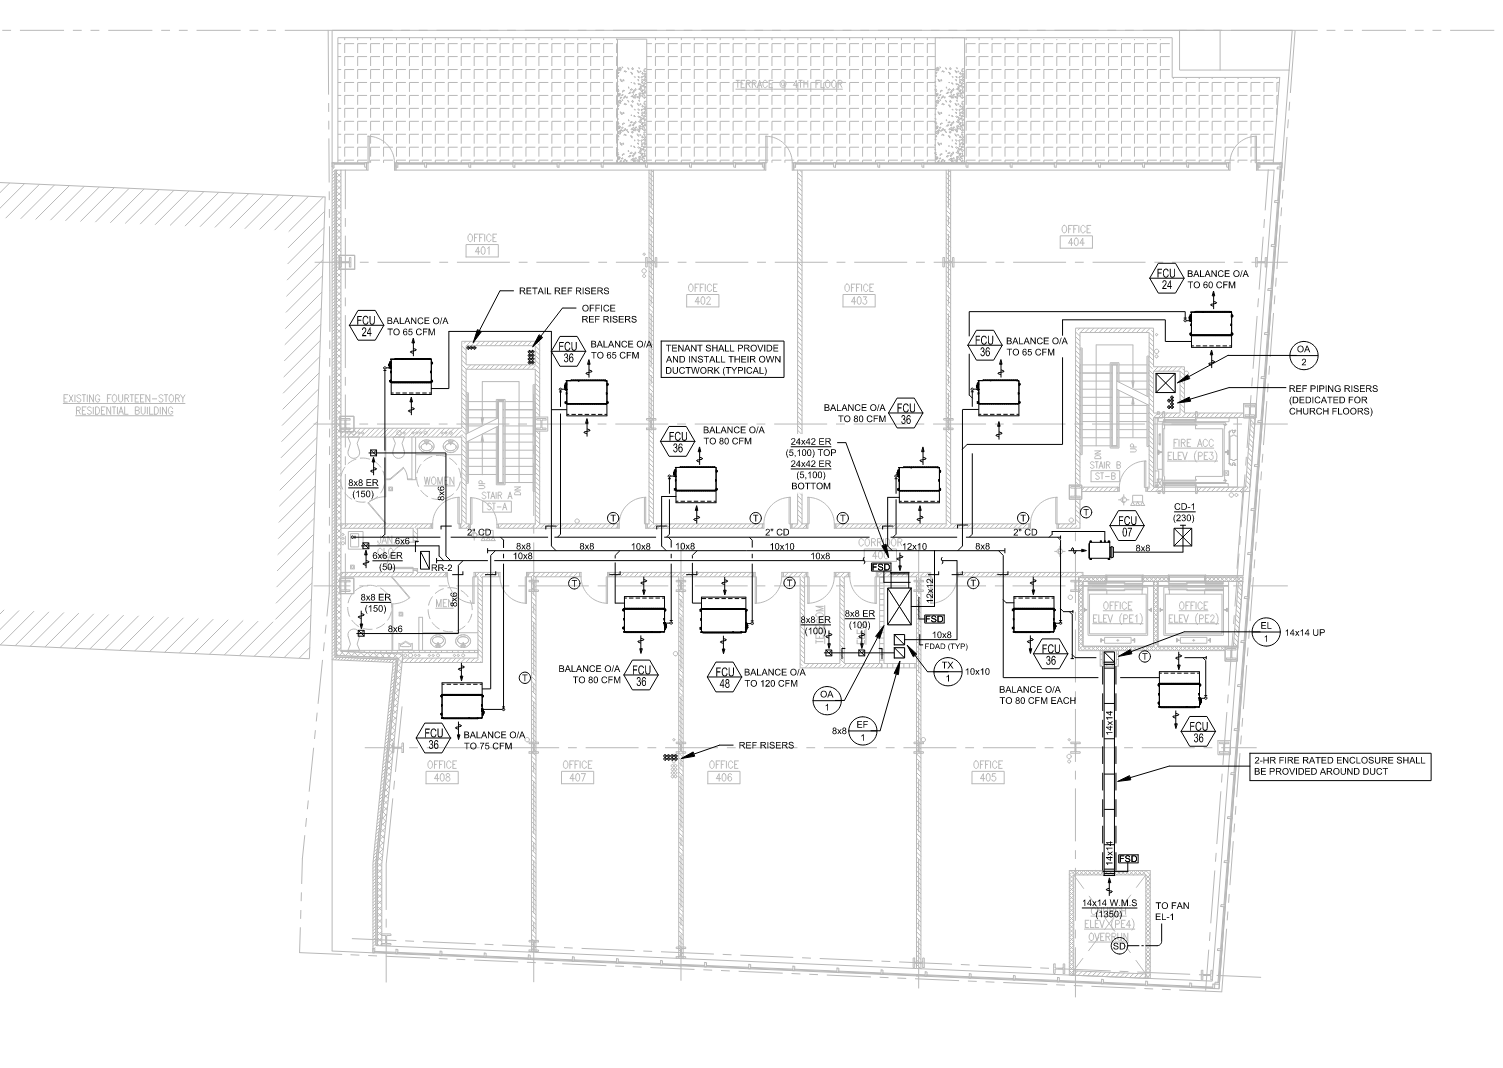 TERRACE @ 4TH FLOOR
OFFICE
401
OFFICE
404
FCU
24
BALANCE O/A
TO 60 CFM
RETAIL REF RISERS
OFFICE
REF RISERS
OFFICE
402
OFFICE
403
FCU
24
BALANCE O/A
TO 65 CFM
FCU
36
BALANCE O/A
TO 65 CFM
TENANT SHALL PROVIDE
AND INSTALL THEIR OWN
DUCTWORK (TYPICAL)
FCU
36
BALANCE O/A
TO 65 CFM
OA
2
REF PIPING RISERS
(DEDICATED FOR
CHURCH FLOORS)
EXISTING FOURTEEN-STORY
RESIDENTIAL BUILDING
BALANCE O/A
TO 80 CFM
FCU
36
FCU
36
BALANCE O/A
TO 80 CFM
24x42 ER
(5,100) TOP
24x42 ER
(5,100)
BOTTOM
FIRE ACC
ELEV (PE3)
UP
DN
STAIR B
ST-B
8x8 ER
(150)
WOMEN
8x6
UP
DN
STAIR A
ST-A
T
T
T
T
T
FCU
07
CD-1
(230)
8x8
2" CD
2" CD
2" CD
6x6
6x6 ER
(50)
RR-2
8x8
8x8
10x8
10x8
10x10
12x10
8x8
10x8
10x8
CORRIDOR
FSD
12x12
T
T
T
8x8 ER
(150)
MEN
8x6
8x6
8x8 ER
(100)
8x8 ER
(100)
FSD
10x8
FDAD (TYP)
OFFICE
ELEV (PE1)
OFFICE
ELEV (PE2)
EL
1
14x14 UP
T
T
BALANCE O/A
TO 80 CFM
FCU
36
FCU
48
BALANCE O/A
TO 120 CFM
TX
1
10x10
OA
1
8x8
EF
1
FCU
36
BALANCE O/A
TO 80 CFM EACH
FCU
36
FCU
36
BALANCE O/A
TO 75 CFM
REF RISERS
14x14
OFFICE
408
OFFICE
407
OFFICE
406
OFFICE
405
2-HR FIRE RATED ENCLOSURE SHALL
BE PROVIDED AROUND DUCT
14x14
FSD
14x14 W.M.S
(1350)
ELEV (PE4)
OVERRUN
SD
TO FAN
EL-1